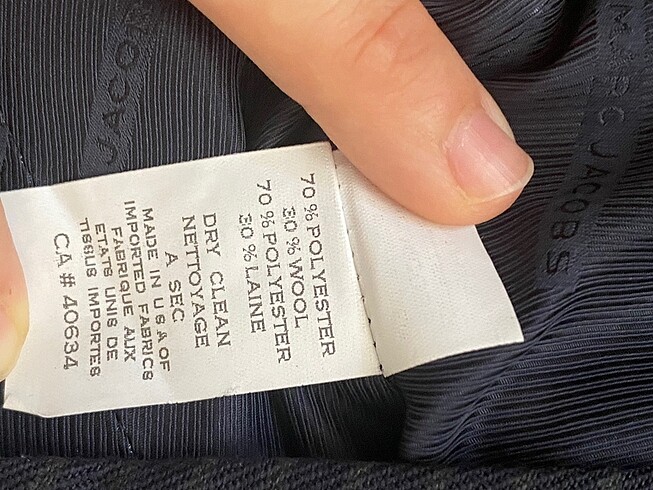 70% POLYESTER
30% WOOL
70% POLYESTER
30% LAINE
DRY CLEAN
NETTOYAGE
A SEC
MADE IN U S A OF
IMPORTED FABRICS
FABRIQUE AUX
ETATS UNIS DE
TISSUS IMPORTES
CA # 40634
JACOB
MARC JACOBS